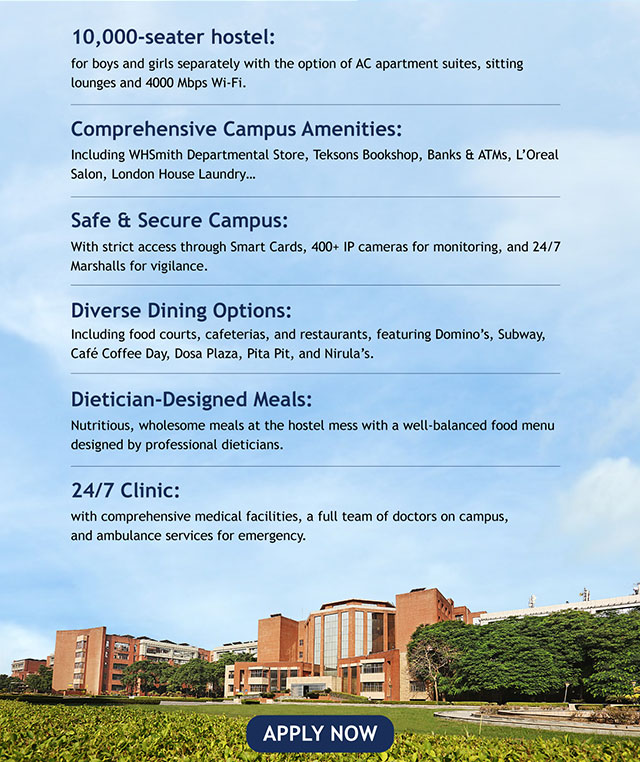 10,000-seater hostel:
for boys and girls separately with the option of AC apartment suites, sitting
lounges and 4000 Mbps Wi-Fi.
Comprehensive Campus Amenities:
Including WHSmith Departmental Store, Teksons Bookshop, Banks & ATMs, L’Oreal
Salon, London House Laundry…
Safe & Secure Campus:
With strict access through Smart Cards, 400+ IP cameras for monitoring, and 24/7
Marshalls for vigilance.
Diverse Dining Options:
Including food courts, cafeterias, and restaurants, featuring Domino’s, Subway,
Café Coffee Day, Dosa Plaza, Pita Pit, and Nirula’s.
Dietician-Designed Meals:
Nutritious, wholesome meals at the hostel mess with a well-balanced food menu
designed by professional dieticians.
24/7 Clinic:
with comprehensive medical facilities, a full team of doctors on campus,
and ambulance services for emergency.
APPLY NOW